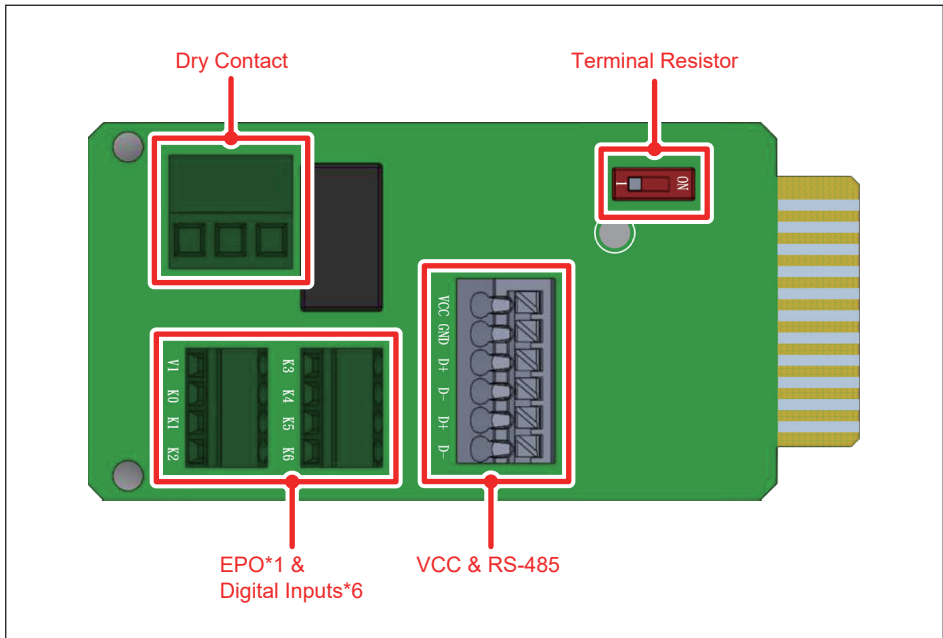 Dry Contact
Terminal Resistor
1
ON
VCC
GND
D+
D-
D+
D-
V1
K0
K1
K2
K3
K4
K5
K6
EPO*1 &
Digital Inputs*6
VCC & RS-485